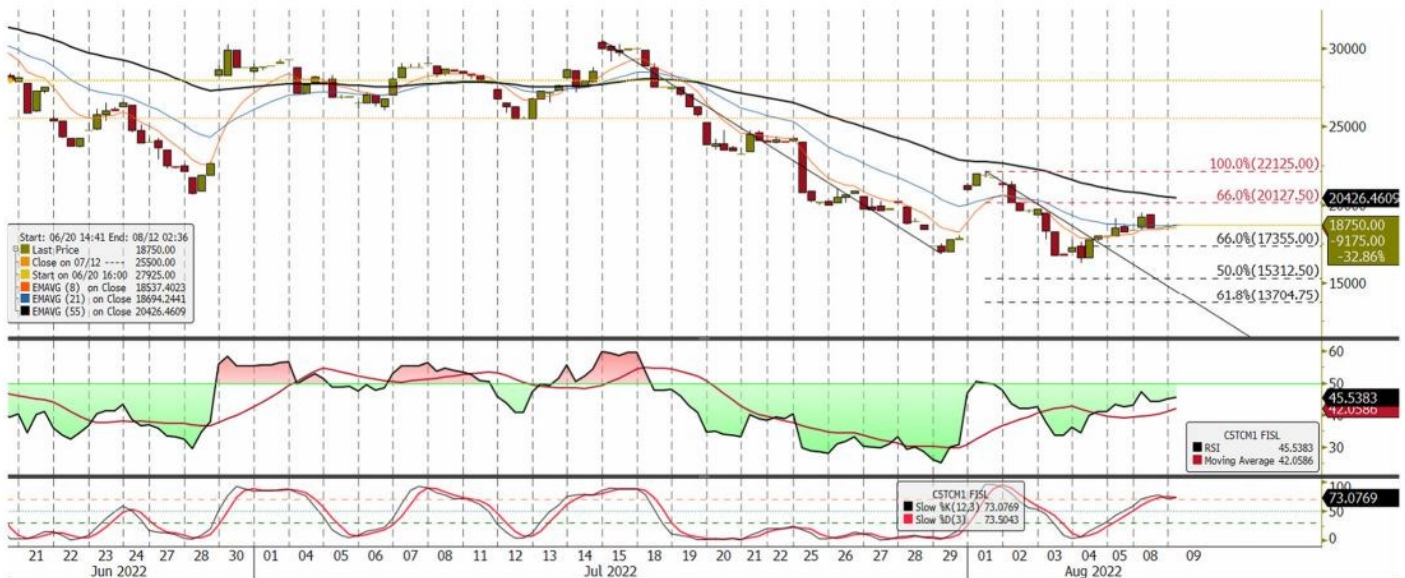 30000
25000
20000
15000
100.0%(22125.00)
66.0%(20127.50)
66.0%(17355.00)
50.0%(15312.50)
61.8%(13704.75)
20426.4609
18750.00
-9175.00
-32.86%
Start: 06/20 14:41 End: 08/12 02:36
Last Price 18750.00
Close on 07/12 ---- 25500.00
Start on 06/20 16:00 27925.00
EMAVG (8) on Close 18537.4023
EMAVG (21) on Close 18694.2441
EMAVG (55) on Close 20426.4609
60
50
45.5383
42.0586
40
30
CSTCM1 FISL
RSI 45.5383
Moving Average 42.0586
100
73.0769
50
0
CSTCM1 FISL
Slow %K(12,3) 73.0769
Slow %D(3) 73.5043
21 22 23 24 27 28 30 01 04 05 06 07 08 11 12 13 14 15 18 19 20 21 22 25 26 27 28 29 01 02 03 04 05 08 09
Jun 2022 Jul 2022 Aug 2022